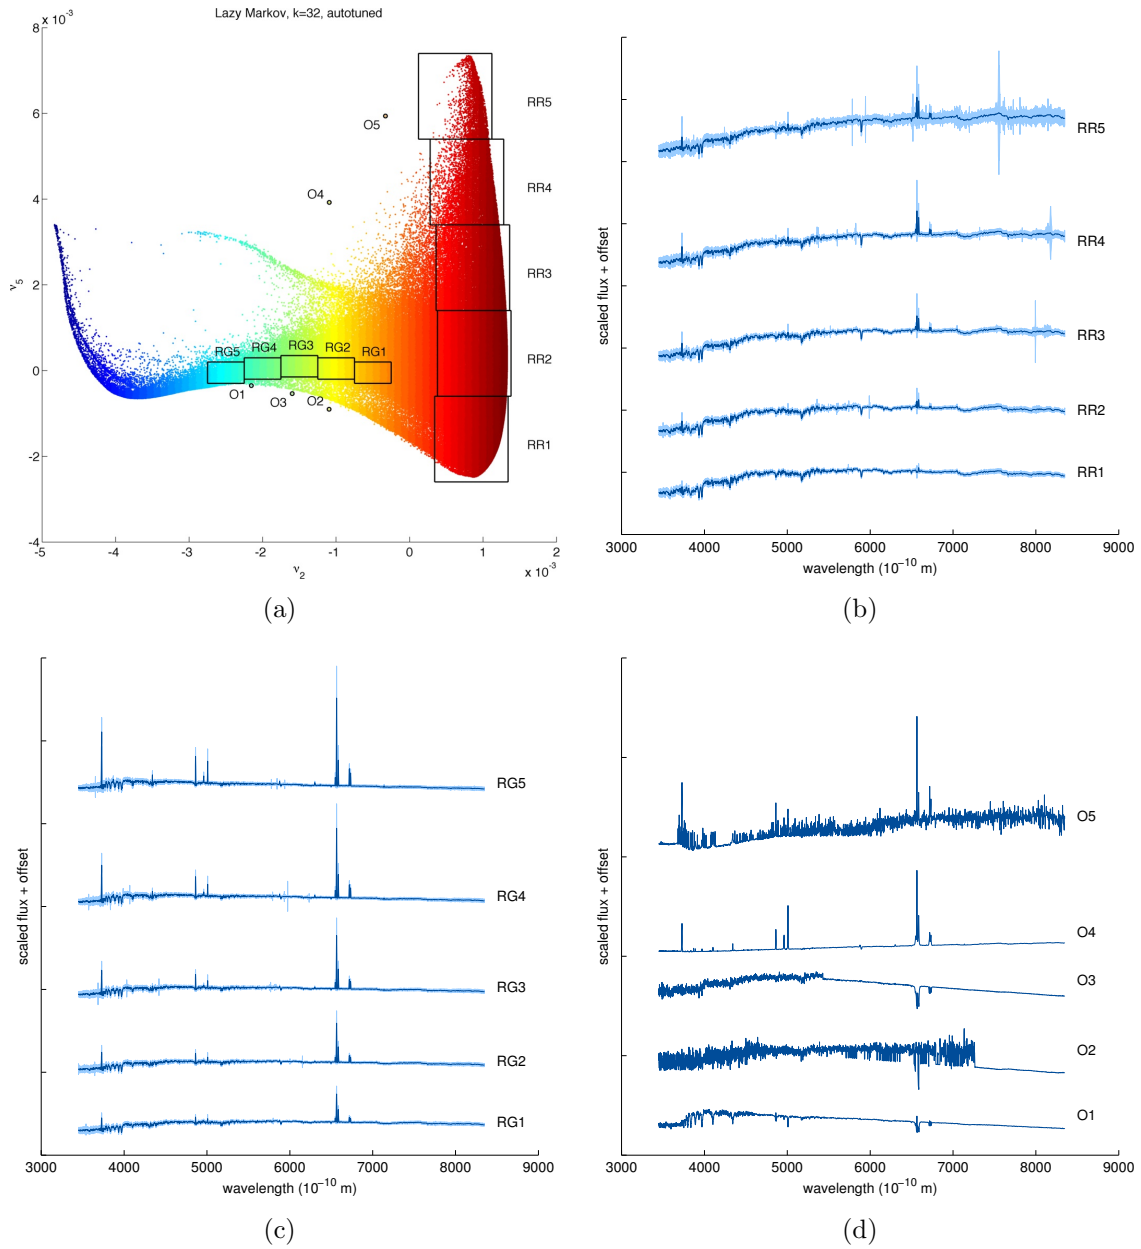 Lazy Markov, k=32, autotuned
x 10⁻³
8
6
4
2
0
-2
-4
ν₅
RR5
RR4
RR3
RR2
RR1
O5
O4
RG5
RG4
RG3
RG2
RG1
O1
O3
O2
-5
-4
-3
-2
-1
0
1
2
ν₂
x 10⁻³
(a)
scaled flux + offset
RR5
RR4
RR3
RR2
RR1
3000
4000
5000
6000
7000
8000
9000
wavelength (10⁻¹⁰ m)
(b)
scaled flux + offset
RG5
RG4
RG3
RG2
RG1
3000
4000
5000
6000
7000
8000
9000
wavelength (10⁻¹⁰ m)
(c)
scaled flux + offset
O5
O4
O3
O2
O1
3000
4000
5000
6000
7000
8000
9000
wavelength (10⁻¹⁰ m)
(d)